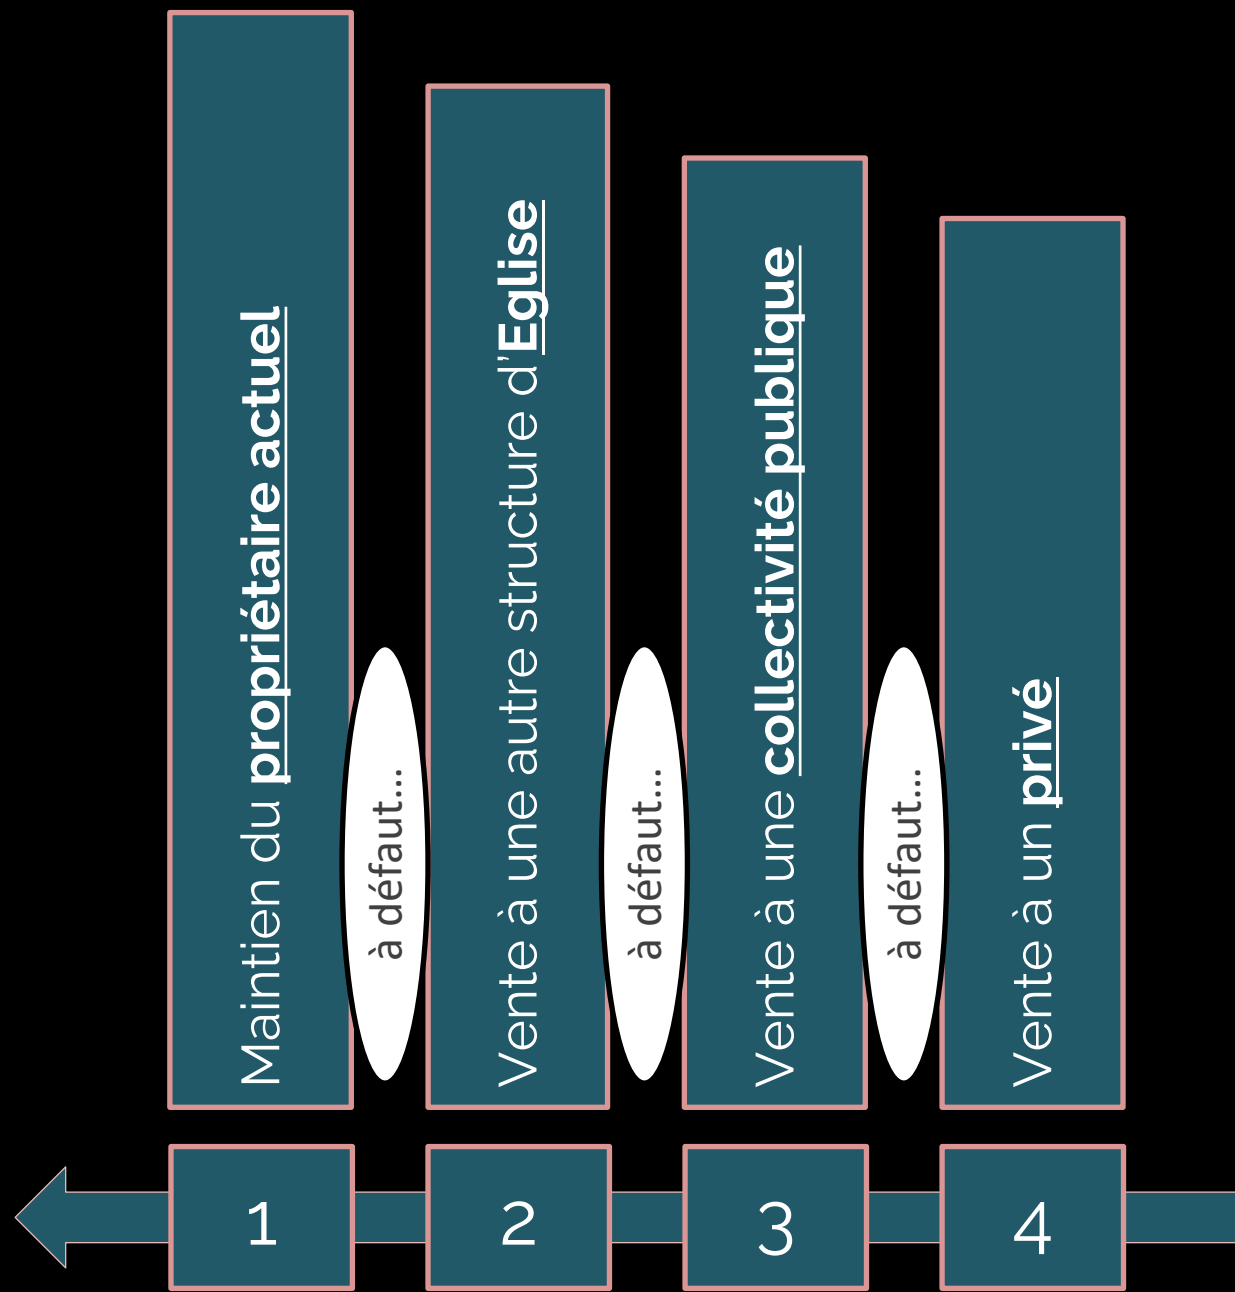 Maintien du propriétaire actuel
à défaut...
Vente à une autre structure d'Eglise
à défaut...
Vente à une collectivité publique
à défaut...
Vente à un privé
1
2
3
4